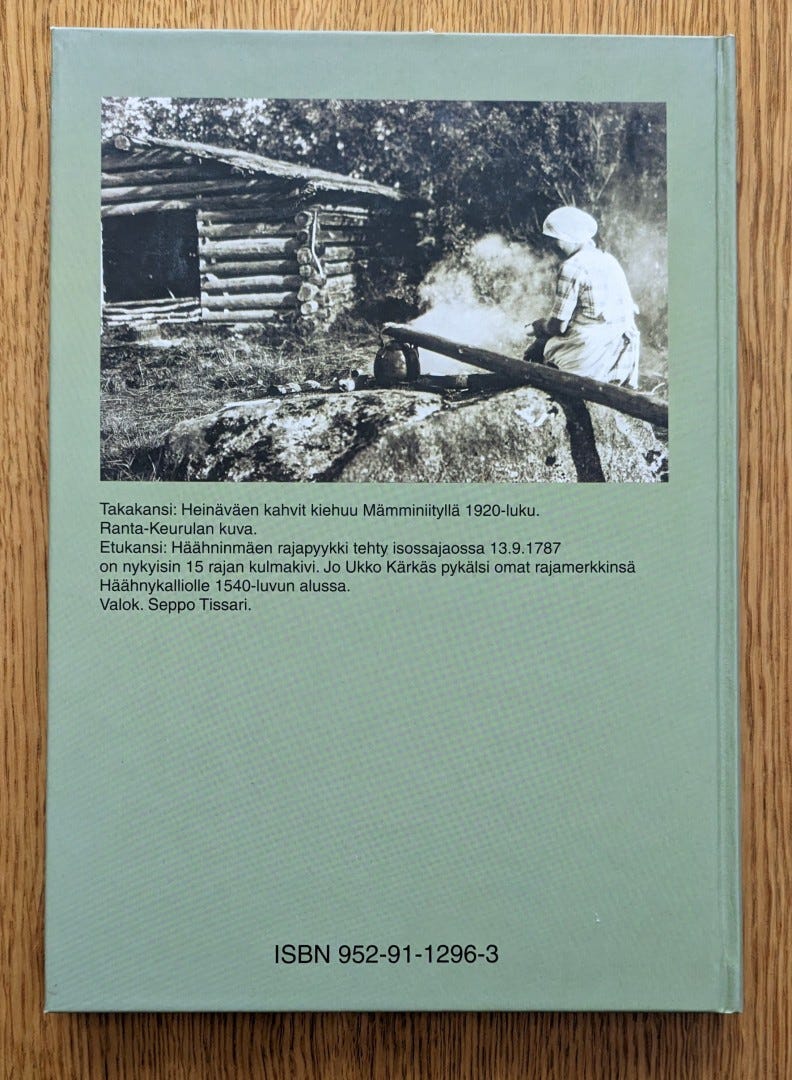 Takakansi: Heinäväen kahvit kiehuu Mämminiityllä 1920-luku.
Ranta-Keurulan kuva.
Etukansi: Häähninmäen rajapyykki tehty isossajaossa 13.9.1787
on nykyisin 15 rajan kulmakivi. Jo Ukko Kärkäs pykälsi omat rajamerkkinsä
Häähnykalliolle 1540-luvun alussa.
Valok. Seppo Tissari.
ISBN 952-91-1296-3